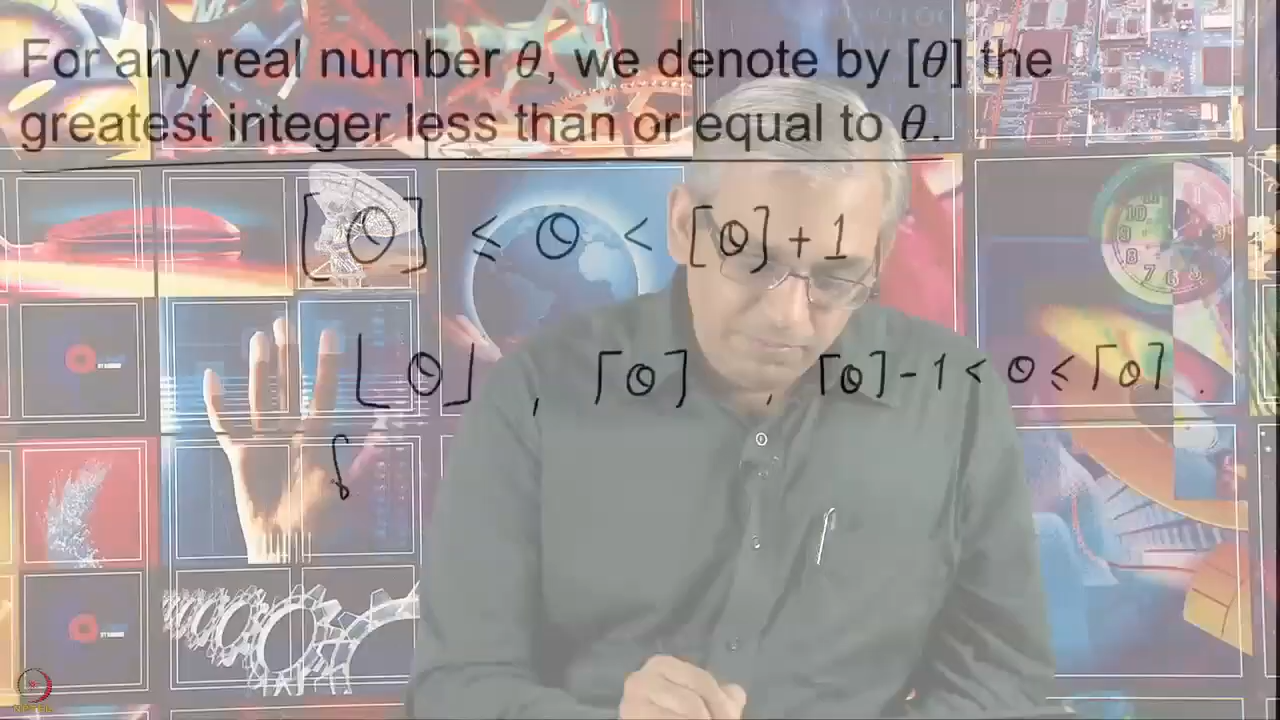 For any real number θ, we denote by [θ] the
greatest integer less than or equal to θ.
[θ] ≤ θ < [θ] + 1
⌊θ⌋ , ⌈θ⌉ , ⌈θ⌉ - 1 < θ ≤ ⌈θ⌉ .